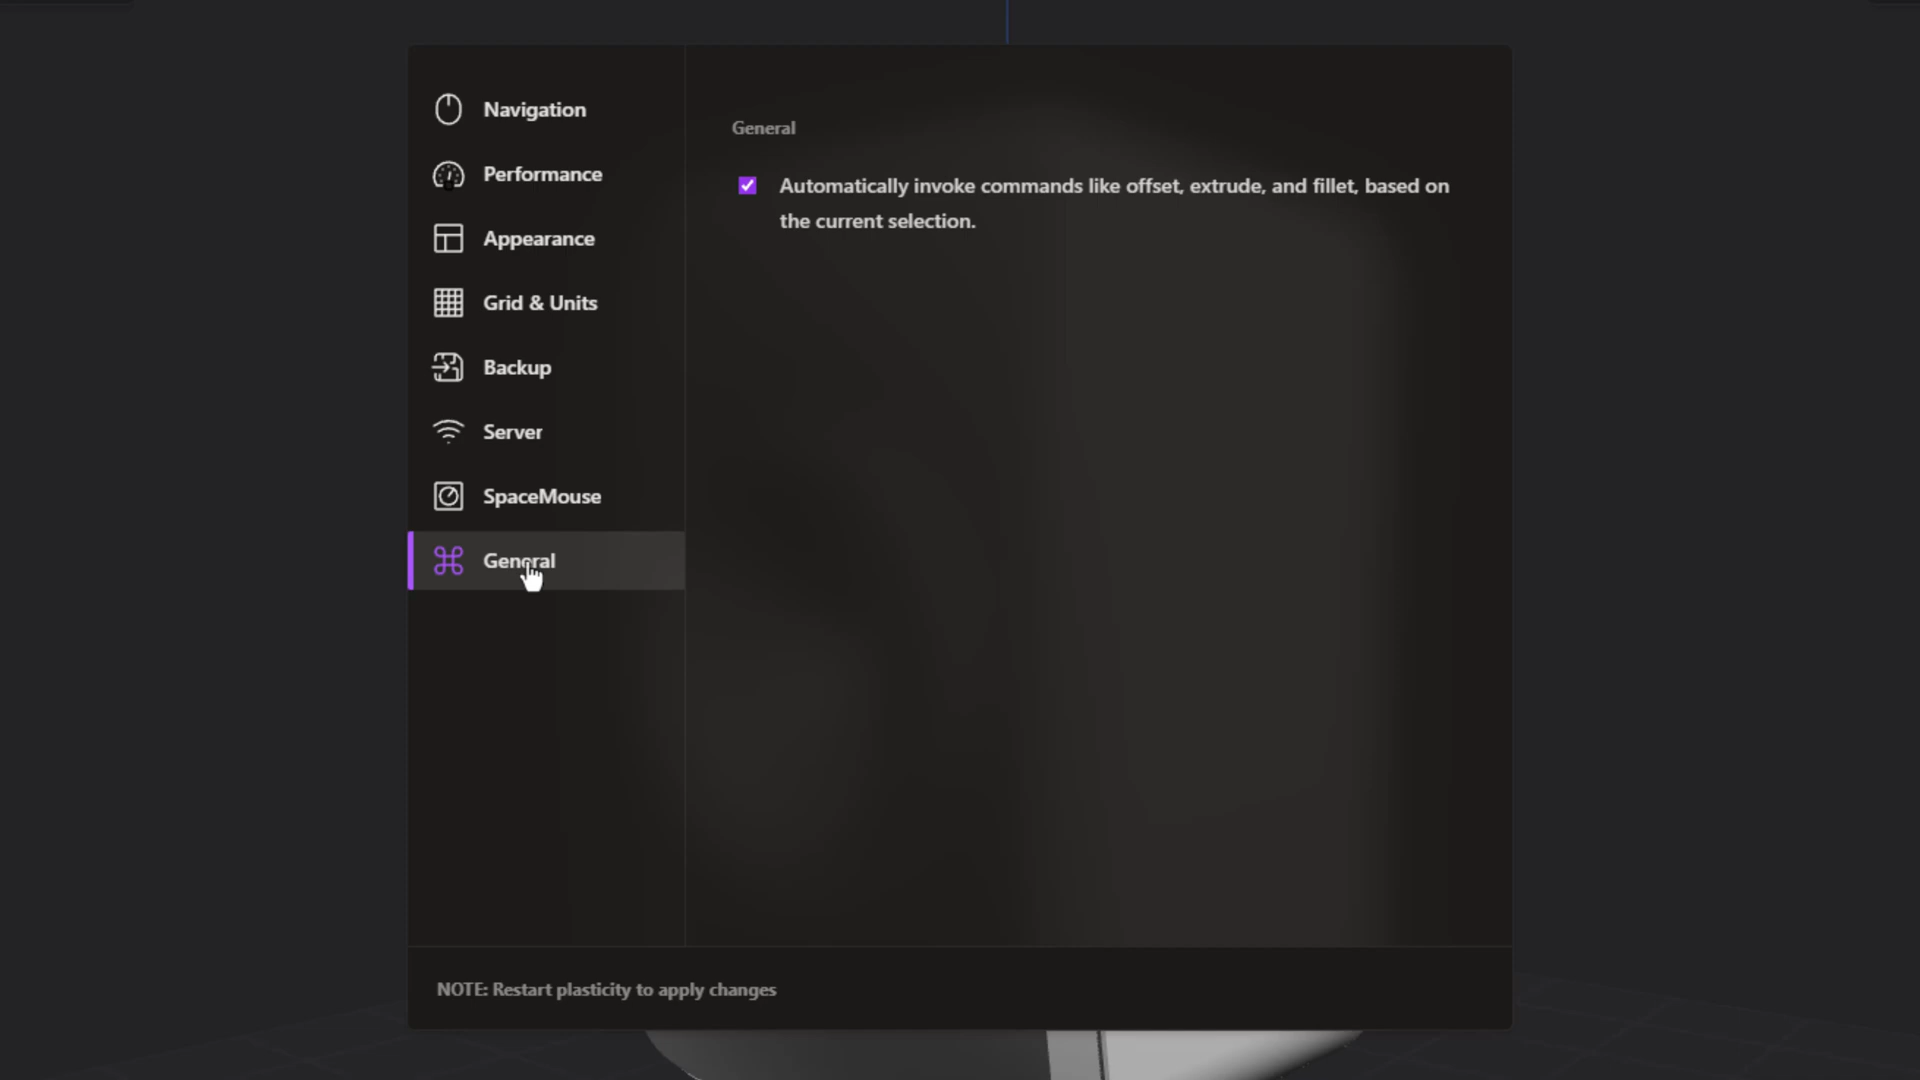 Navigation
Performance
Appearance
Grid & Units
Backup
Server
SpaceMouse
General
General
Automatically invoke commands like offset, extrude, and fillet, based on
the current selection.
NOTE: Restart plasticity to apply changes